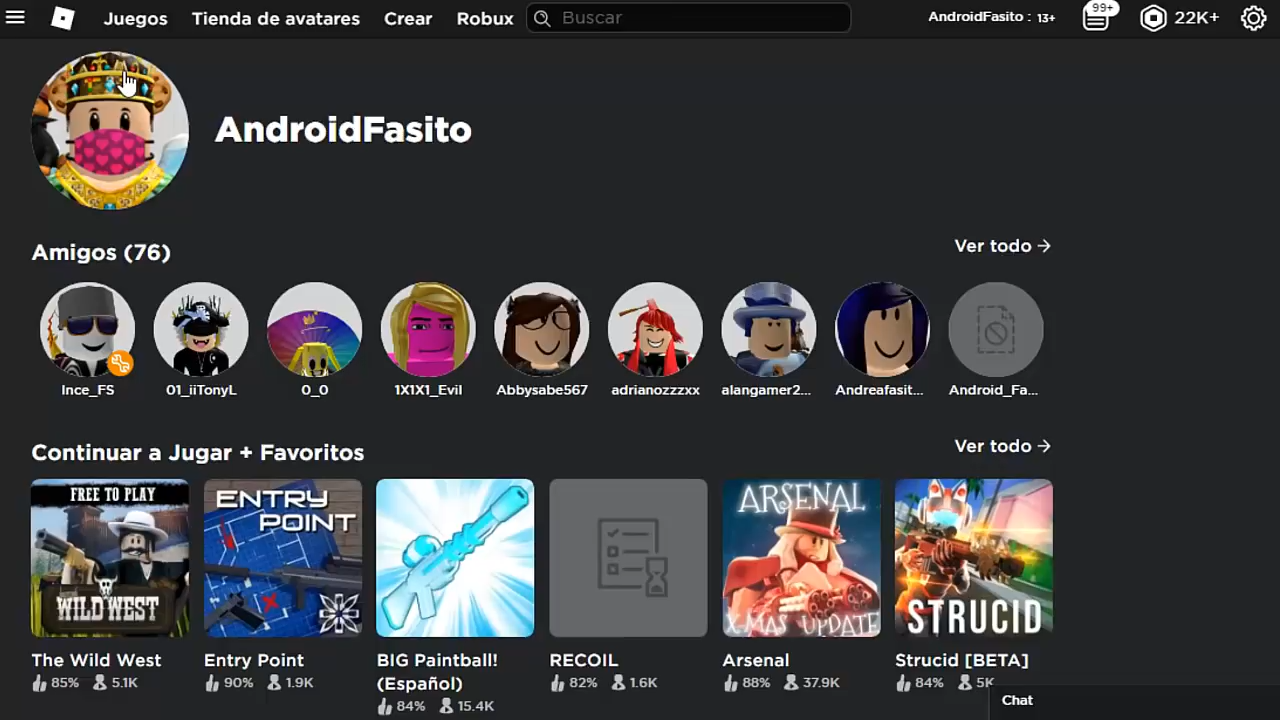 Juegos Tienda de avatares Crear Robux Buscar AndroidFasito : 13+ 99+ 22K+
AndroidFasito
Amigos (76) Ver todo →
Ince_FS 01_iiTonyL 0_0 1X1X1_Evil Abbysabe567 adrianozzzxx alangamer2... Andreafasit... Android_Fa...
Continuar a Jugar + Favoritos Ver todo →
FREE TO PLAY
WILD WEST
ENTRY
POINT
ARSENAL
X-MAS UPDATE
STRUCID
The Wild West Entry Point BIG Paintball! RECOIL Arsenal Strucid [BETA]
(Español)
85% 5.1K 90% 1.9K 82% 1.6K 88% 37.9K 84% 5K
84% 15.4K
Chat